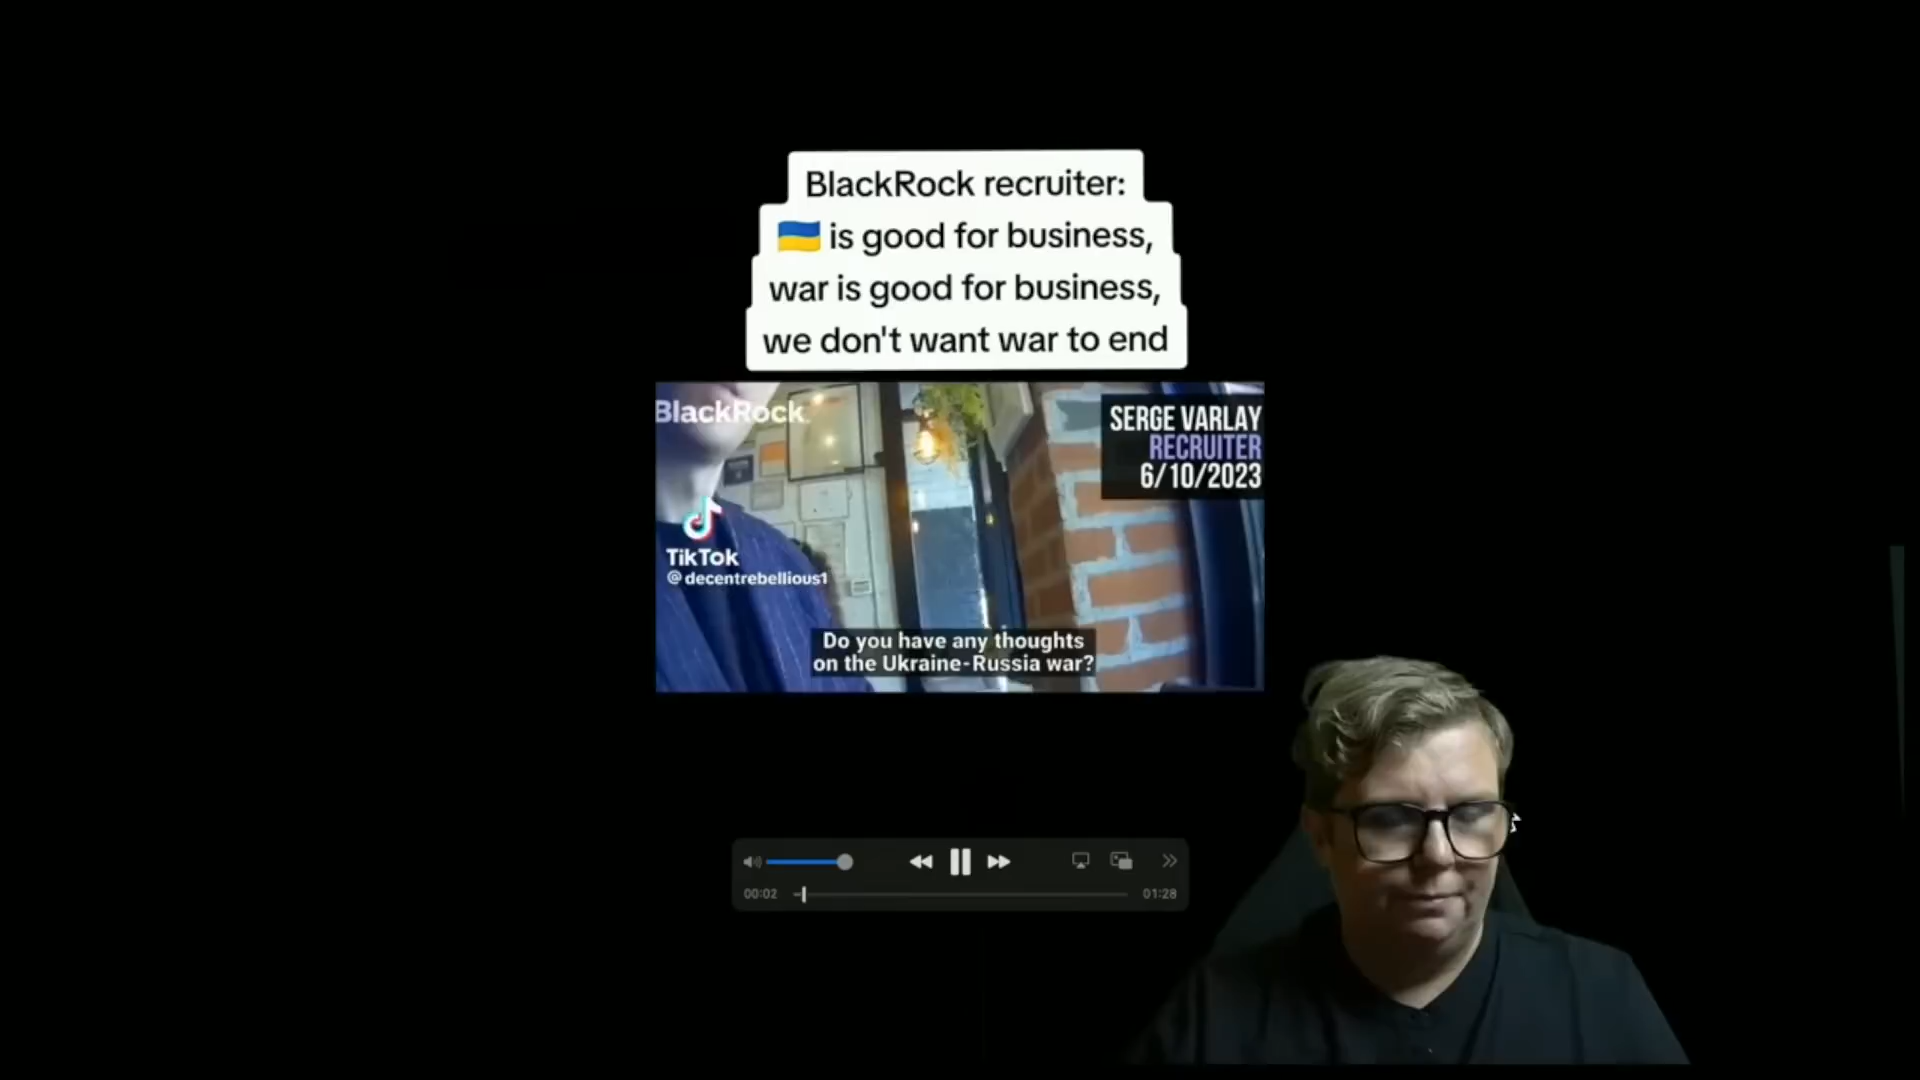 BlackRock recruiter:
🇺🇦 is good for business,
war is good for business,
we don't want war to end
BlackRock
SERGE VARLAY
RECRUITER
6/10/2023
TikTok
@decentrebellious1
Do you have any thoughts
on the Ukraine-Russia war?
00:02
01:28